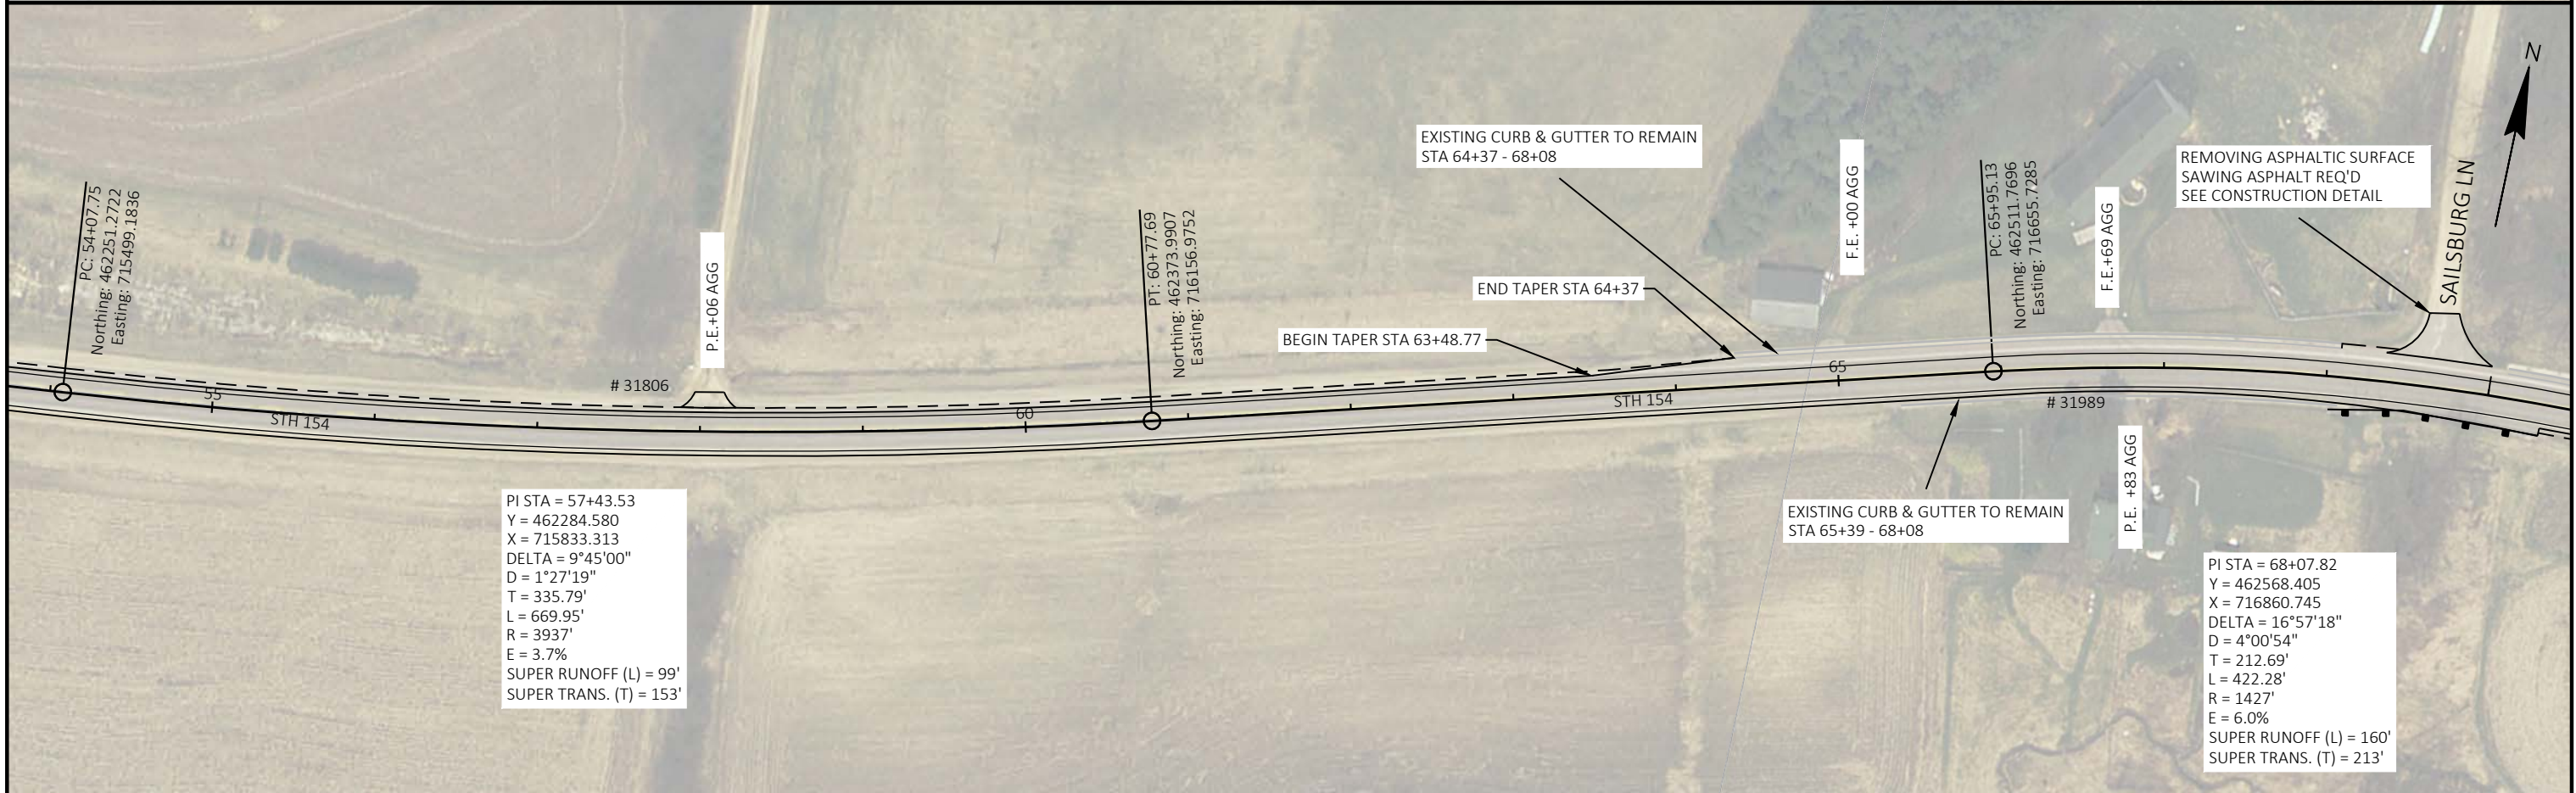 PC: 54+07.75
Northing: 462251.2722
Easting: 715499.1836
55
STH 154
# 31806
P.E.+06 AGG
60
PT: 60+77.69
Northing: 462373.9907
Easting: 716156.9752
PI STA = 57+43.53
Y = 462284.580
X = 715833.313
DELTA = 9°45'00"
D = 1°27'19"
T = 335.79'
L = 669.95'
R = 3937'
E = 3.7%
SUPER RUNOFF (L) = 99'
SUPER TRANS. (T) = 153'
BEGIN TAPER STA 63+48.77
END TAPER STA 64+37
EXISTING CURB & GUTTER TO REMAIN
STA 64+37 - 68+08
STH 154
65
F.E. +00 AGG
PC: 65+95.13
Northing: 462511.7696
Easting: 716655.7285
F.E.+69 AGG
# 31989
EXISTING CURB & GUTTER TO REMAIN
STA 65+39 - 68+08
P.E. +83 AGG
REMOVING ASPHALTIC SURFACE
SAWING ASPHALT REQ'D
SEE CONSTRUCTION DETAIL
SAILSBURG LN
N
PI STA = 68+07.82
Y = 462568.405
X = 716860.745
DELTA = 16°57'18"
D = 4°00'54"
T = 212.69'
L = 422.28'
R = 1427'
E = 6.0%
SUPER RUNOFF (L) = 160'
SUPER TRANS. (T) = 213'